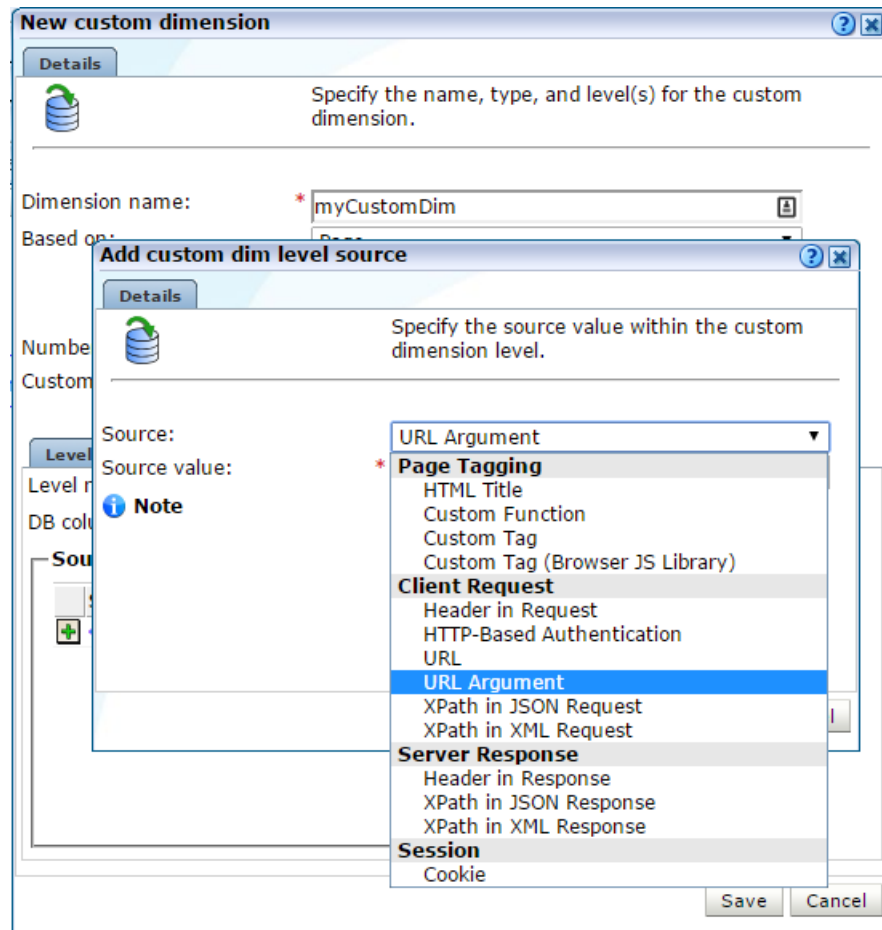 New custom dimension
Details
Specify the name, type, and level(s) for the custom
dimension.
Dimension name:
* myCustomDim
Based on:
Add custom dim level source
Details
Specify the source value within the custom
dimension level.
Numbe
Custom
Source:
URL Argument
Level
Source value:
*
Level n
Note
DB colu
Sou
Page Tagging
HTML Title
Custom Function
Custom Tag
Custom Tag (Browser JS Library)
Client Request
Header in Request
HTTP-Based Authentication
URL
URL Argument
XPath in JSON Request
XPath in XML Request
Server Response
Header in Response
XPath in JSON Response
XPath in XML Response
Session
Cookie
Save
Cancel